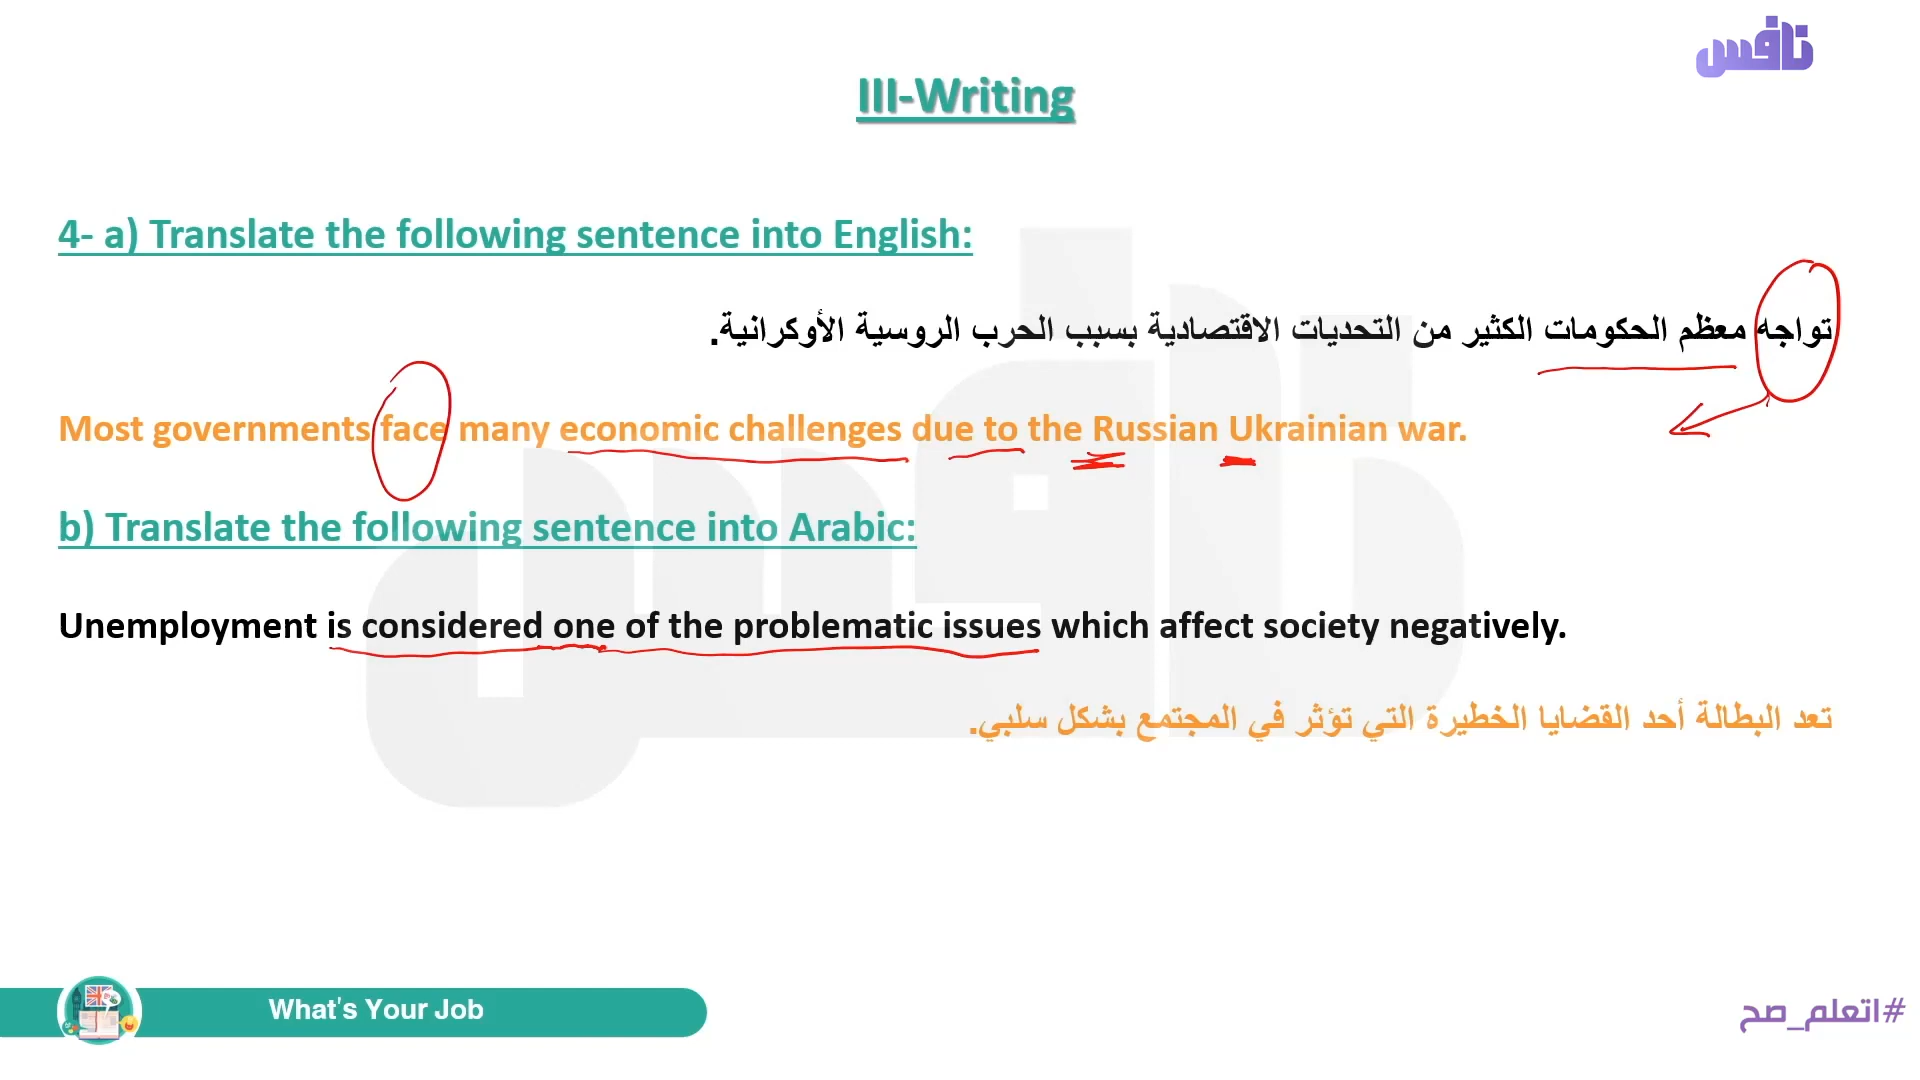 نافس
III-Writing
4- a) Translate the following sentence into English:
تواجه معظم الحكومات الكثير من التحديات الاقتصادية بسبب الحرب الروسية الأوكرانية.
Most governments face many economic challenges due to the Russian Ukrainian war.
b) Translate the following sentence into Arabic:
Unemployment is considered one of the problematic issues which affect society negatively.
تعد البطالة أحد القضايا الخطيرة التي تؤثر في المجتمع بشكل سلبي.
What's Your Job
#اتعلم_صح